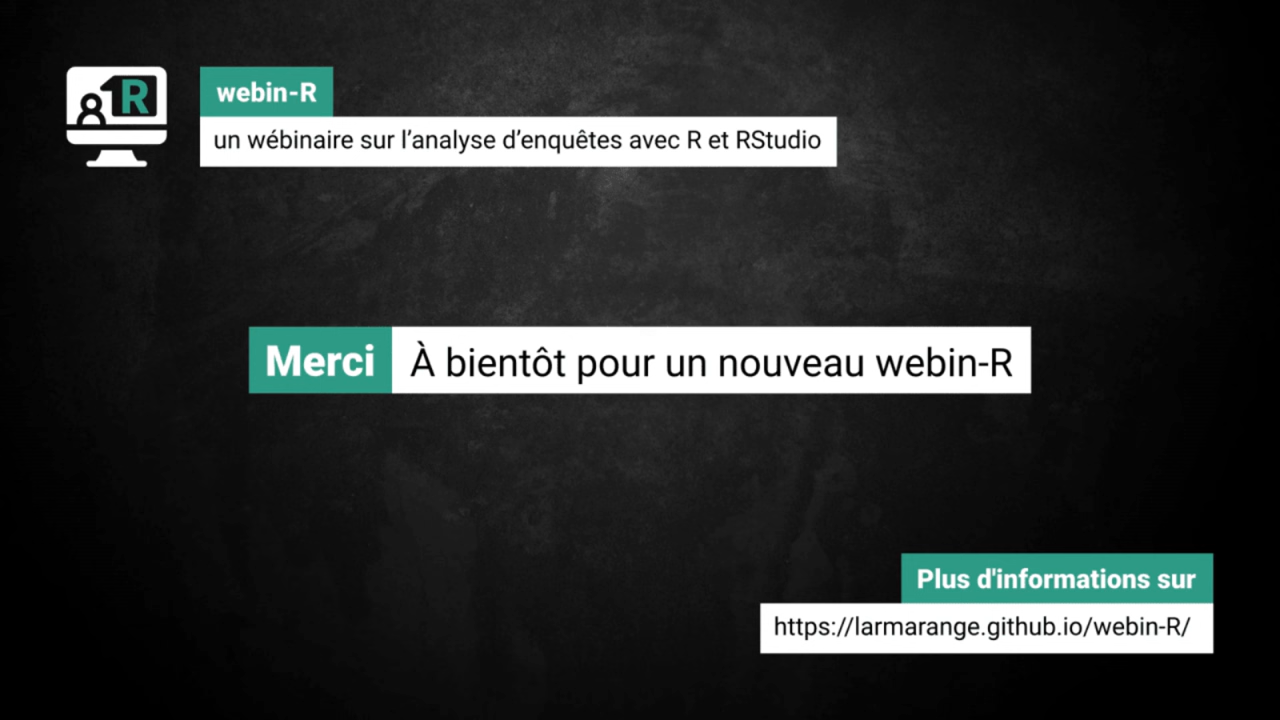 R
webin-R
un wébinaire sur l’analyse d’enquêtes avec R et RStudio
Merci À bientôt pour un nouveau webin-R
Plus d'informations sur
https://larmarange.github.io/webin-R/